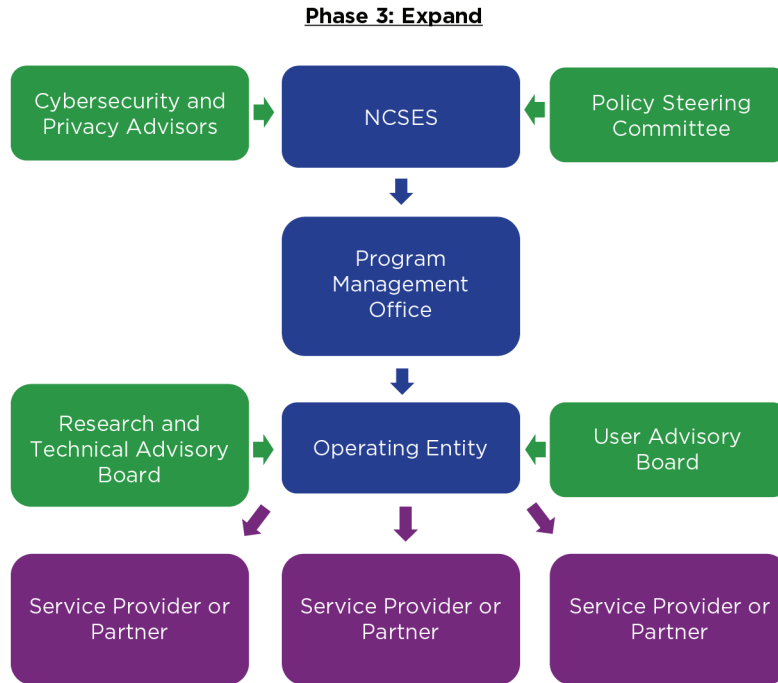 Phase 3: Expand
Cybersecurity and
Privacy Advisors
NCSES
Policy Steering
Committee
Program
Management
Office
Research and
Technical Advisory
Board
Operating Entity
User Advisory
Board
Service Provider or
Partner
Service Provider or
Partner
Service Provider or
Partner